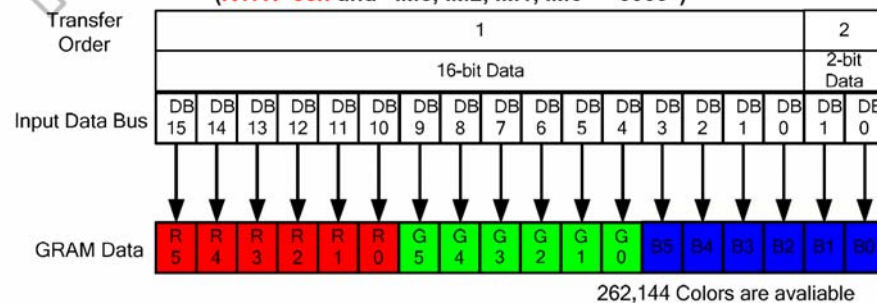 Transfer Order 1 2
16-bit Data 2-bit Data
Input Data Bus DB 15 DB 14 DB 13 DB 12 DB 11 DB 10 DB 9 DB 8 DB 7 DB 6 DB 5 DB 4 DB 3 DB 2 DB 1 DB 0 DB 1 DB 0
GRAM Data R 5 R 4 R 3 R 2 R 1 R 0 G 5 G 4 G 3 G 2 G 1 G 0 B5 B4 B3 B2 B1 B0
262,144 Colors are avaliable